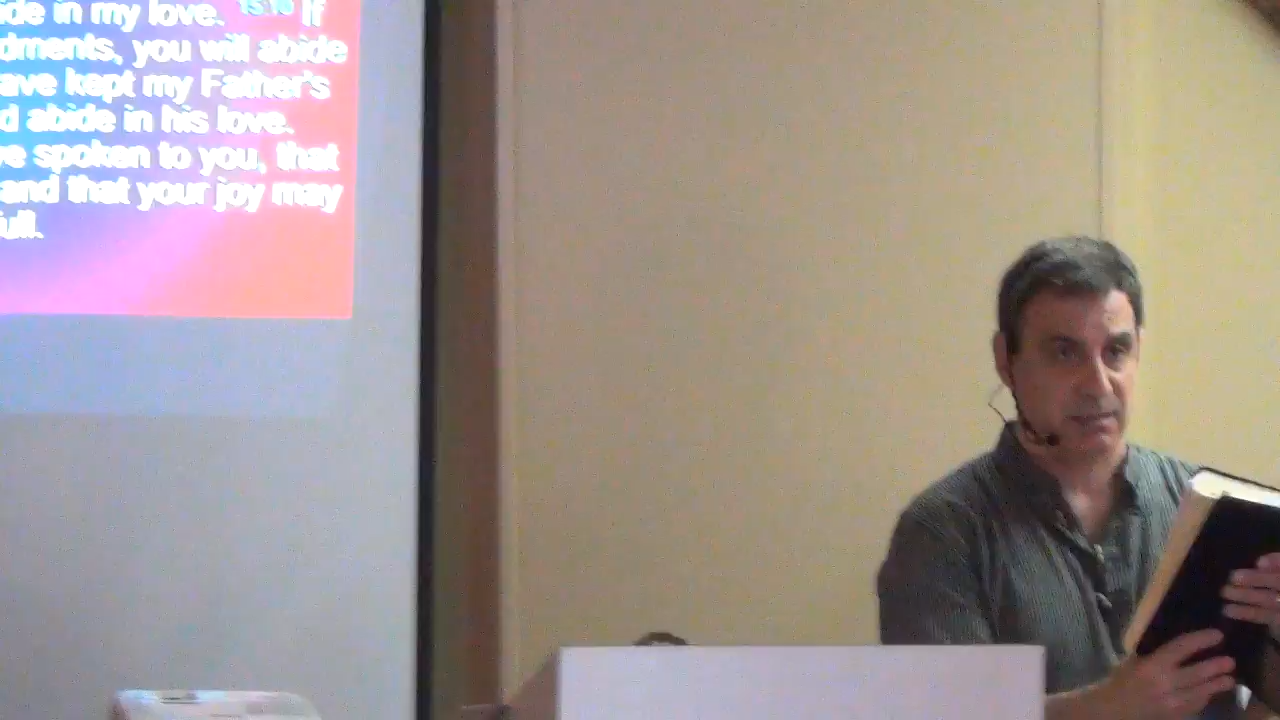 ide in my love. 15:10 If
dments, you will abide
ave kept my Father's
d abide in his love.
ve spoken to you, that
and that your joy may
full.